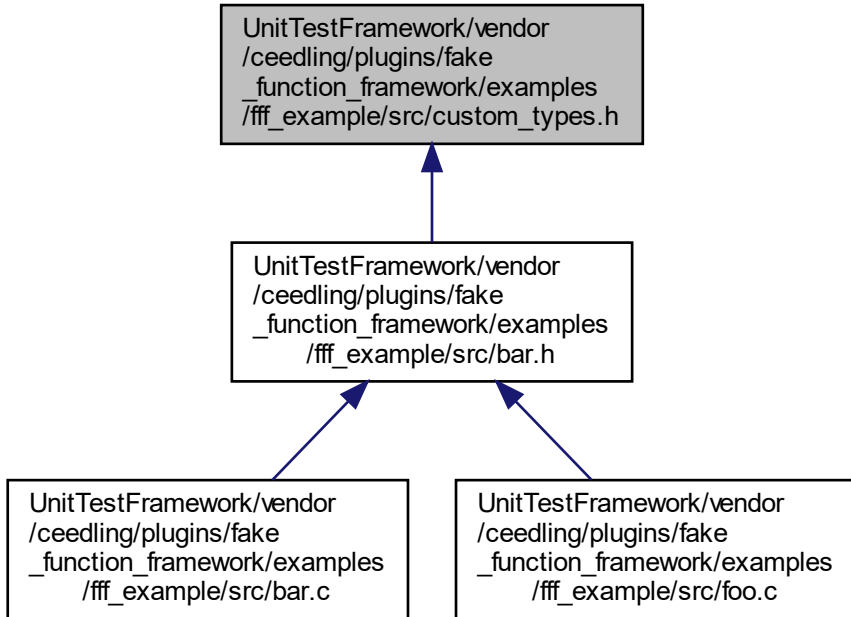 UnitTestFramework/vendor
/ceedling/plugins/fake
_function_framework/examples
/fff_example/src/custom_types.h
UnitTestFramework/vendor
/ceedling/plugins/fake
_function_framework/examples
/fff_example/src/bar.h
UnitTestFramework/vendor
/ceedling/plugins/fake
_function_framework/examples
/fff_example/src/bar.c
UnitTestFramework/vendor
/ceedling/plugins/fake
_function_framework/examples
/fff_example/src/foo.c